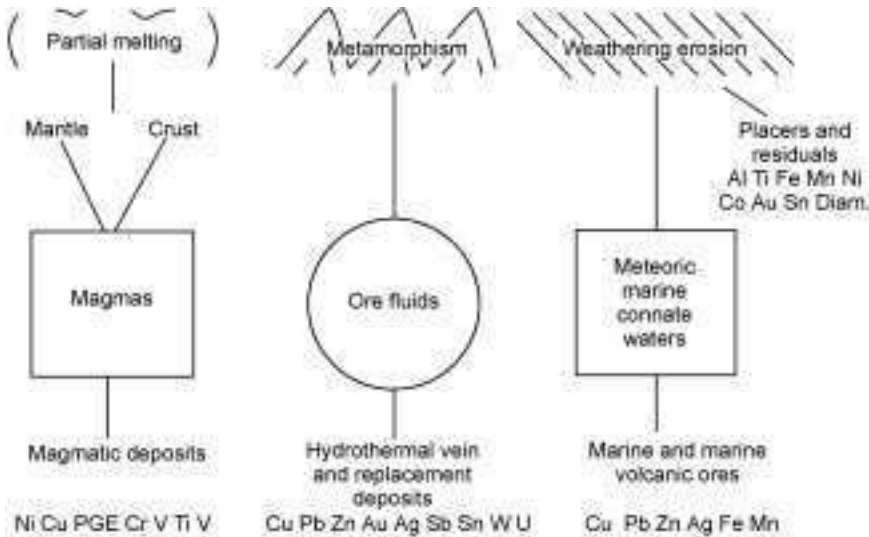 Partial melting
Metamorphism
Weathering erosion
Mantle
Crust
Placers and
residuals
Al Ti Fe Mn Ni
Co Au Sn Diam.
Magmas
Ore fluids
Meteoric
marine
connate
waters
Magmatic deposits
Hydrothermal vein
and replacement
deposits
Marine and marine
volcanic ores
Ni Cu PGE Cr V Ti V
Cu Pb Zn Au Ag Sb Sn W U
Cu Pb Zn Ag Fe Mn